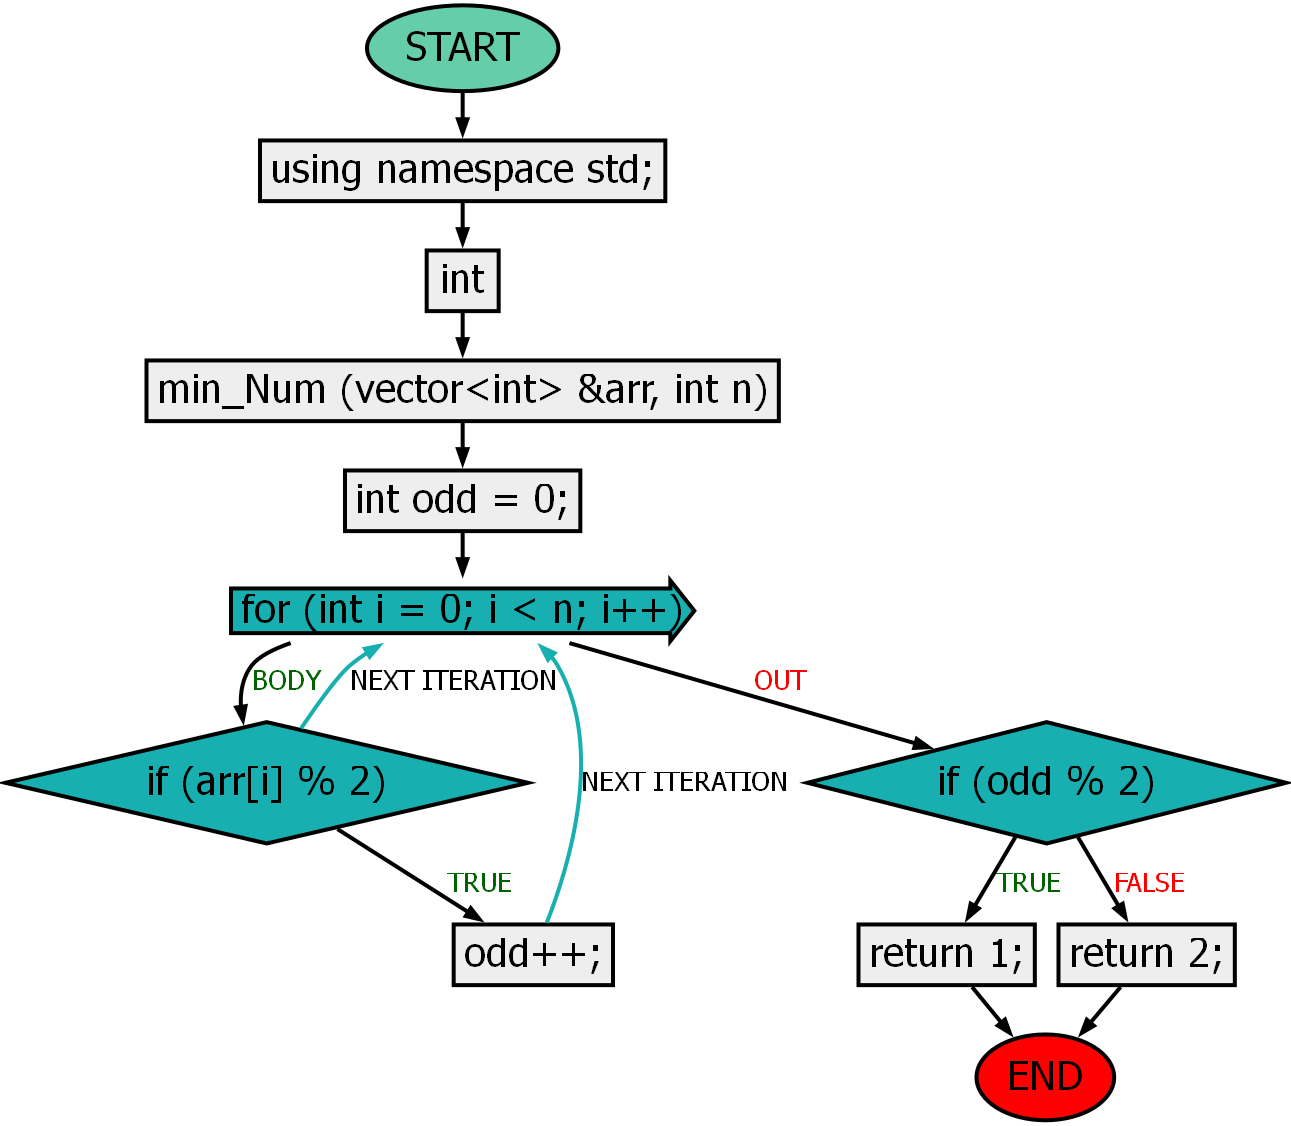 START
using namespace std;
int
min_Num (vector<int> &arr, int n)
int odd = 0;
for (int i = 0; i < n; i++)
BODY
NEXT ITERATION
OUT
if (arr[i] % 2)
NEXT ITERATION
if (odd % 2)
TRUE
TRUE
FALSE
odd++;
return 1;
return 2;
END